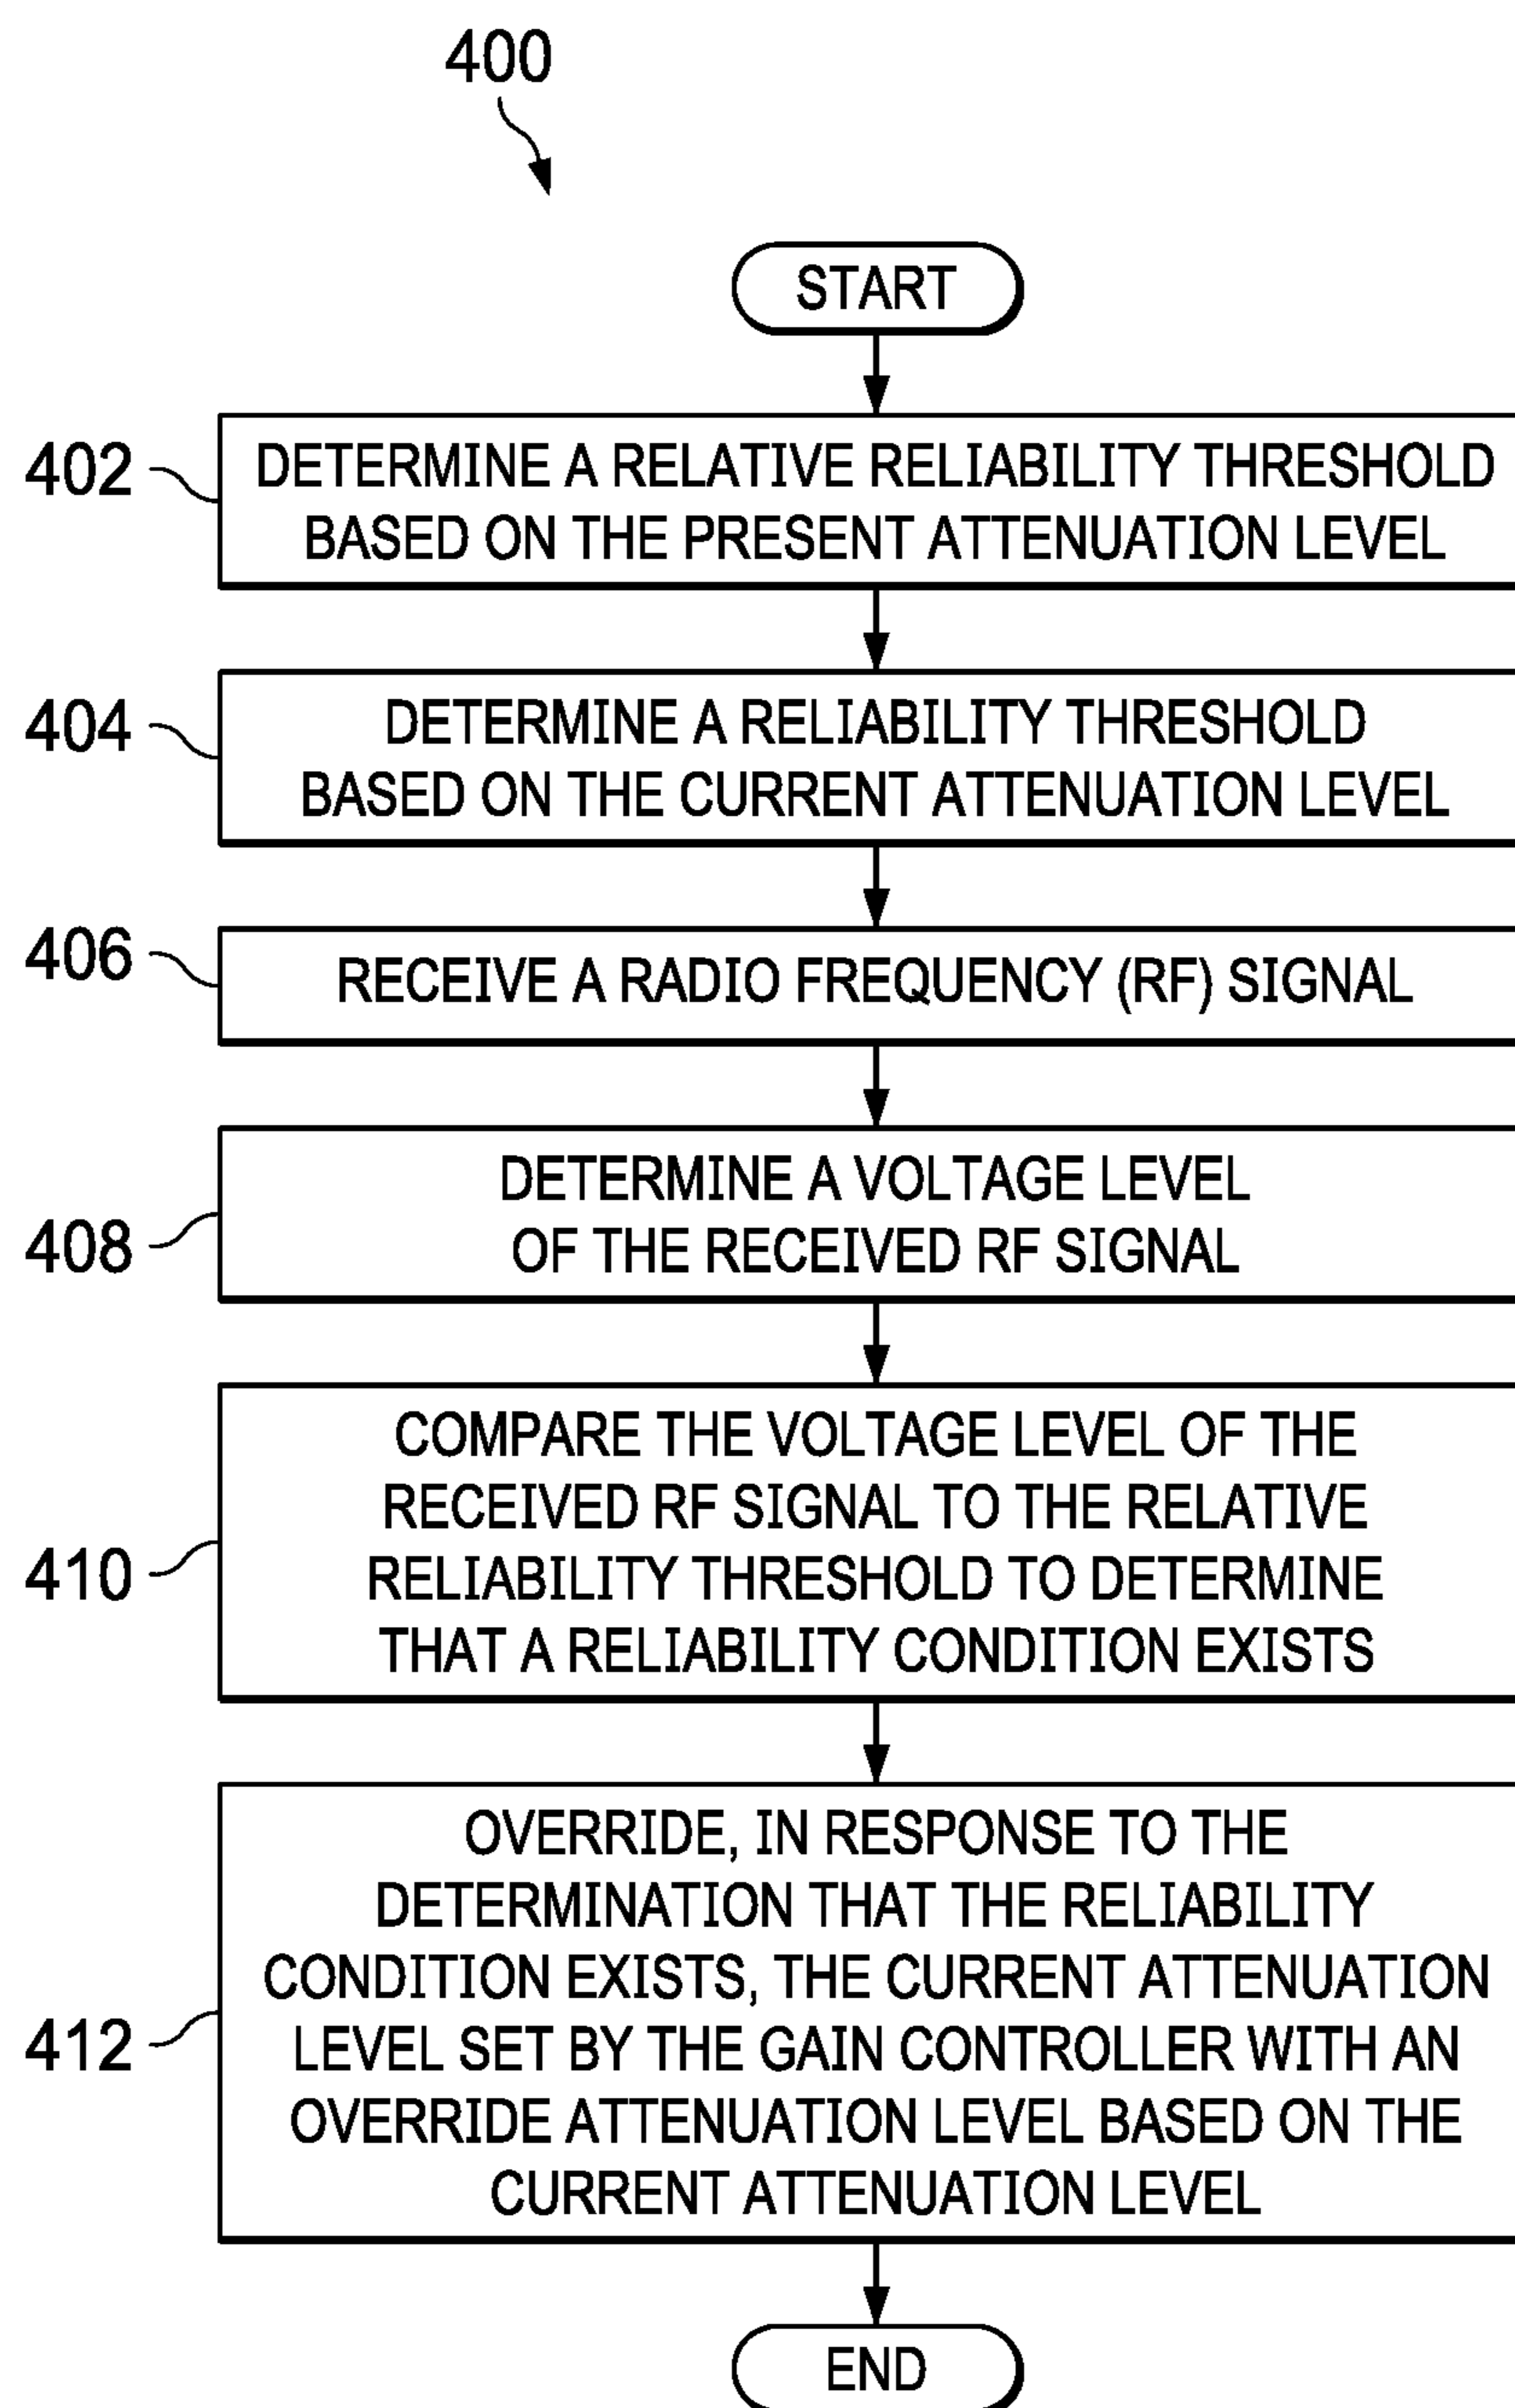 400
START
402
DETERMINE A RELATIVE RELIABILITY THRESHOLD
BASED ON THE PRESENT ATTENUATION LEVEL
404
DETERMINE A RELIABILITY THRESHOLD
BASED ON THE CURRENT ATTENUATION LEVEL
406
RECEIVE A RADIO FREQUENCY (RF) SIGNAL
408
DETERMINE A VOLTAGE LEVEL
OF THE RECEIVED RF SIGNAL
410
COMPARE THE VOLTAGE LEVEL OF THE
RECEIVED RF SIGNAL TO THE RELATIVE
RELIABILITY THRESHOLD TO DETERMINE
THAT A RELIABILITY CONDITION EXISTS
412
OVERRIDE, IN RESPONSE TO THE
DETERMINATION THAT THE RELIABILITY
CONDITION EXISTS, THE CURRENT ATTENUATION
LEVEL SET BY THE GAIN CONTROLLER WITH AN
OVERRIDE ATTENUATION LEVEL BASED ON THE
CURRENT ATTENUATION LEVEL
END